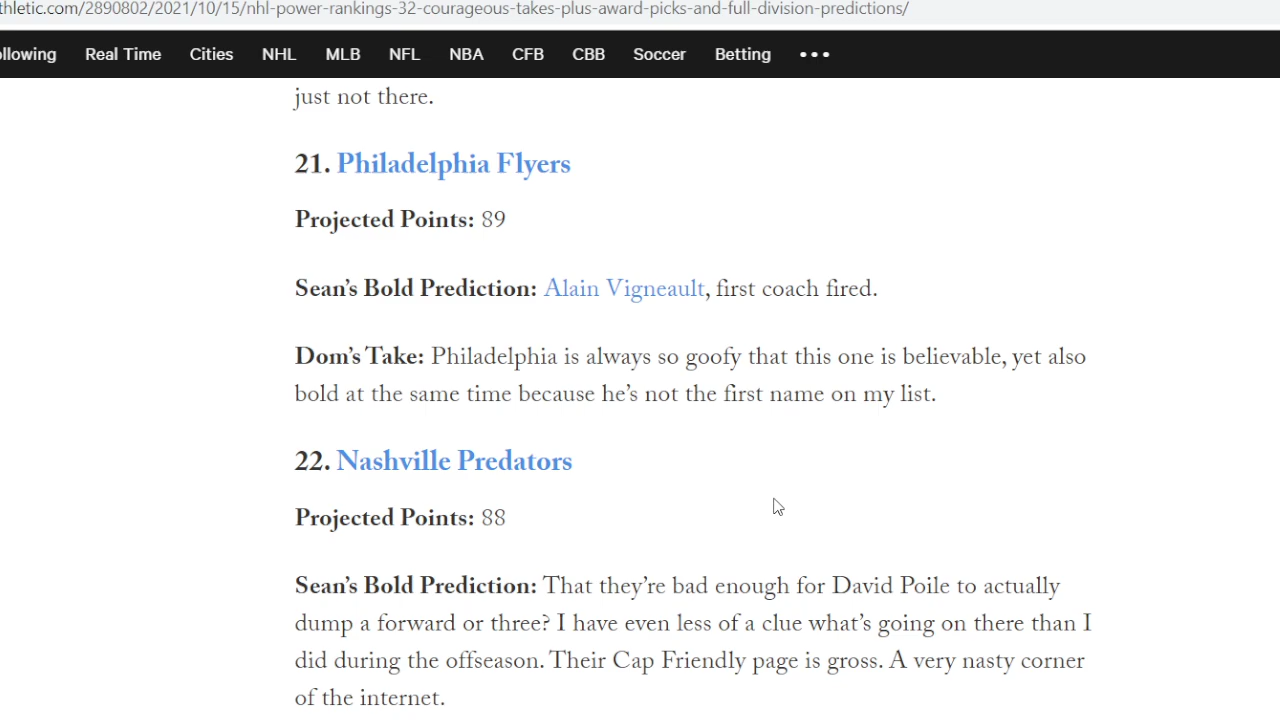 thletic.com/2890802/2021/10/15/nhl-power-rankings-32-courageous-takes-plus-award-picks-and-full-division-predictions/
ollowing Real Time Cities NHL MLB NFL NBA CFB CBB Soccer Betting •••
just not there.
21. Philadelphia Flyers
Projected Points: 89
Sean’s Bold Prediction: Alain Vigneault, first coach fired.
Dom’s Take: Philadelphia is always so goofy that this one is believable, yet also
bold at the same time because he’s not the first name on my list.
22. Nashville Predators
Projected Points: 88
Sean’s Bold Prediction: That they’re bad enough for David Poile to actually
dump a forward or three? I have even less of a clue what’s going on there than I
did during the offseason. Their Cap Friendly page is gross. A very nasty corner
of the internet.